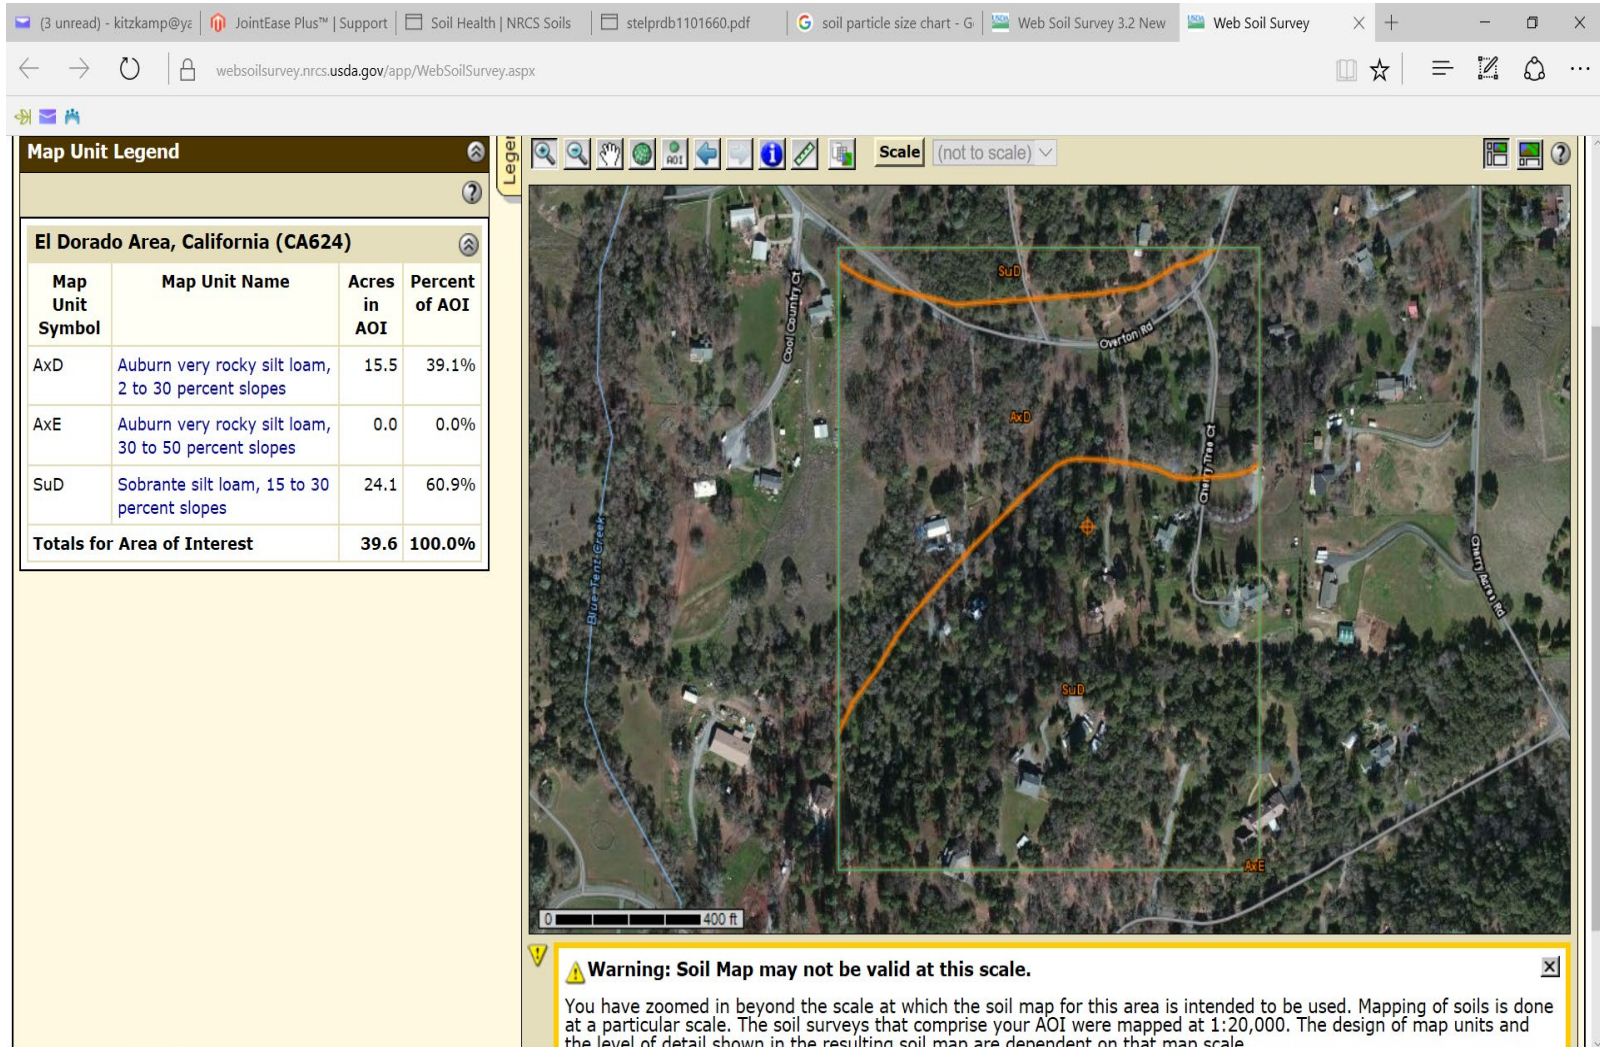 (3 unread) - kitzkamp@ya
JointEase Plus™ | Support
Soil Health | NRCS Soils
stelprdb1101660.pdf
soil particle size chart - G
Web Soil Survey 3.2 New
Web Soil Survey
websoilsurvey.nrcs.usda.gov/app/WebSoilSurvey.aspx
Map Unit Legend
El Dorado Area, California (CA624)
Map Unit Symbol Map Unit Name Acres in AOI Percent of AOI
AxD Auburn very rocky silt loam, 2 to 30 percent slopes 15.5 39.1%
AxE Auburn very rocky silt loam, 30 to 50 percent slopes 0.0 0.0%
SuD Sobrante silt loam, 15 to 30 percent slopes 24.1 60.9%
Totals for Area of Interest 39.6 100.0%
Legen
AOI
Scale (not to scale)
SuD
Cool Country Ct
Overton Rd
AxD
Cherry Tree Ct
Blue Tent Creek
Cherry Acres Rd
SuD
AxE
0 400 ft
Warning: Soil Map may not be valid at this scale.
You have zoomed in beyond the scale at which the soil map for this area is intended to be used. Mapping of soils is done
at a particular scale. The soil surveys that comprise your AOI were mapped at 1:20,000. The design of map units and
the level of detail shown in the resulting soil map are dependent on that map scale.